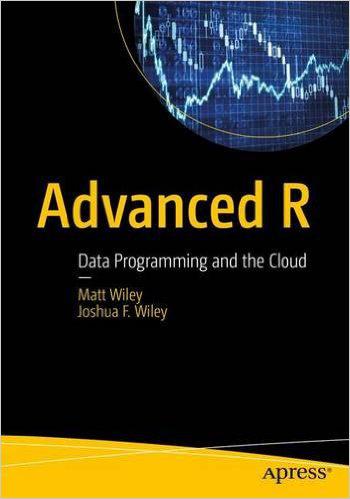 Advanced R
Data Programming and the Cloud
Matt Wiley
Joshua F. Wiley
Apress®